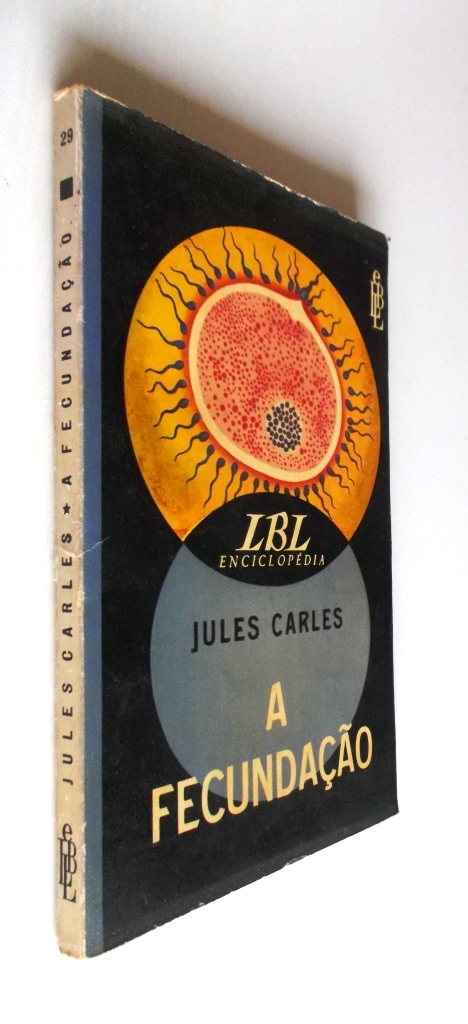 29
JULES CARLES ★ A FECUNDAÇÃO
LBL
ENCICLOPÉDIA
JULES CARLES
A
FECUNDAÇÃO